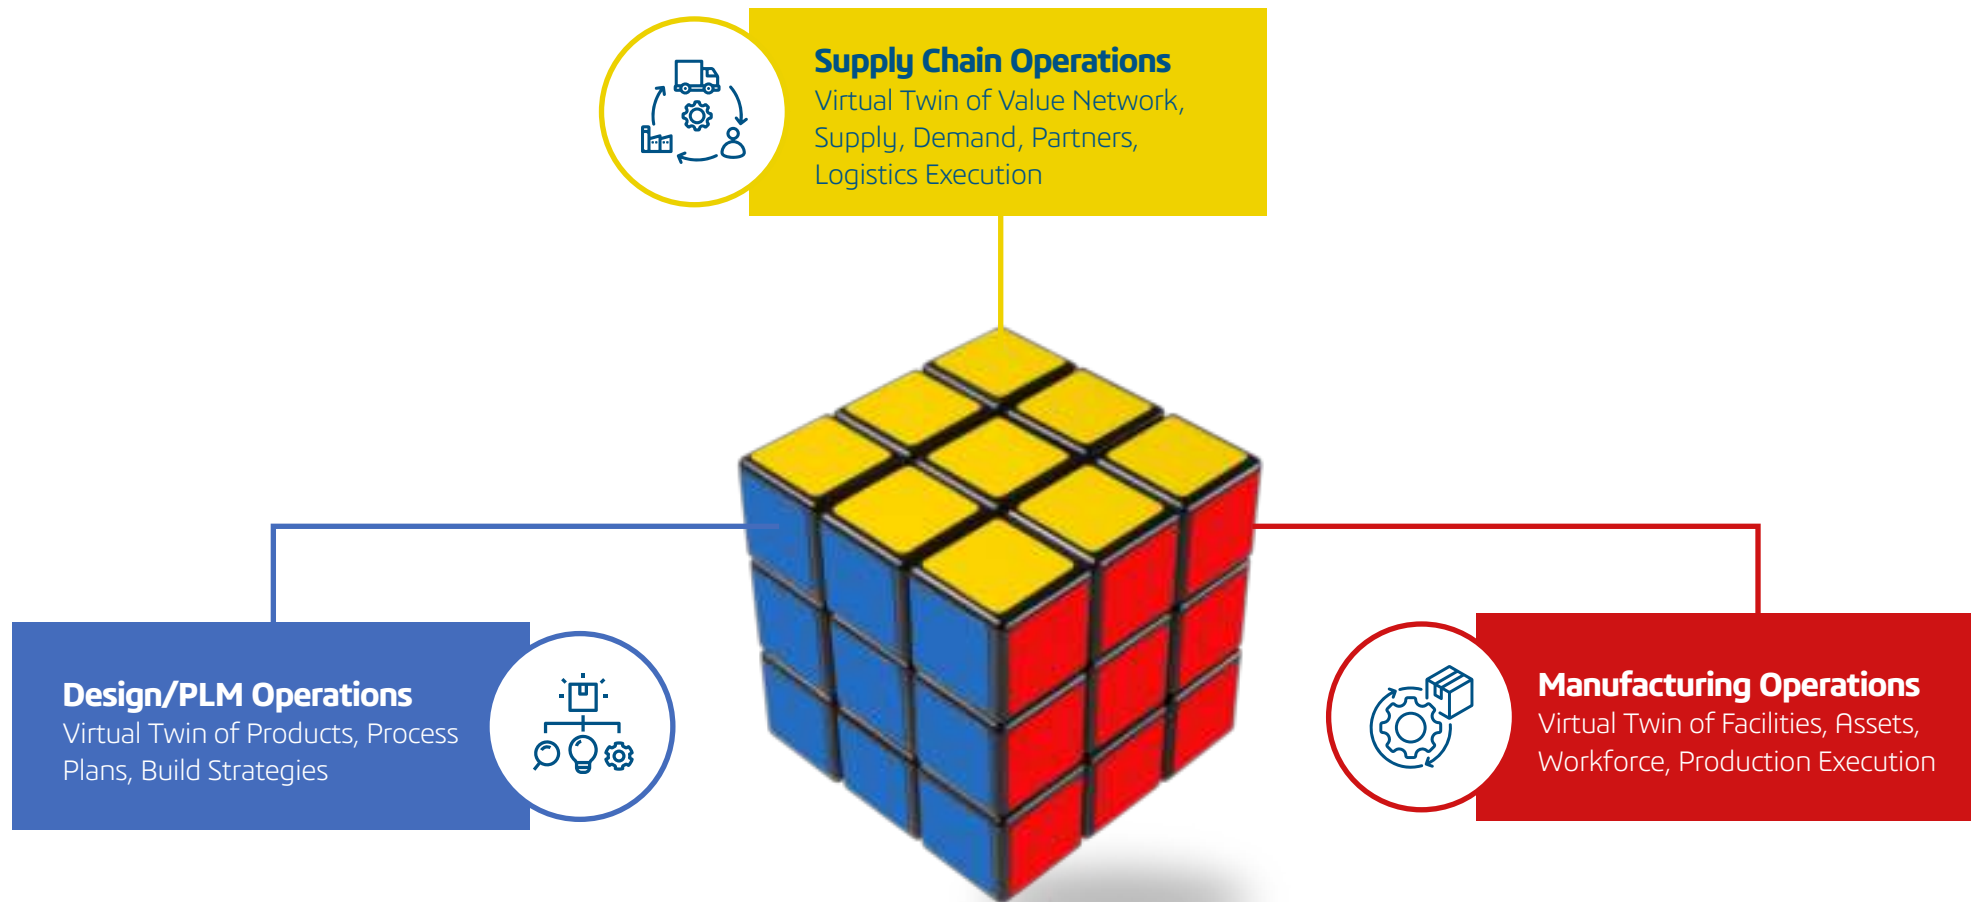 Supply Chain Operations
Virtual Twin of Value Network,
Supply, Demand, Partners,
Logistics Execution
Design/PLM Operations
Virtual Twin of Products, Process
Plans, Build Strategies
Manufacturing Operations
Virtual Twin of Facilities, Assets,
Workforce, Production Execution